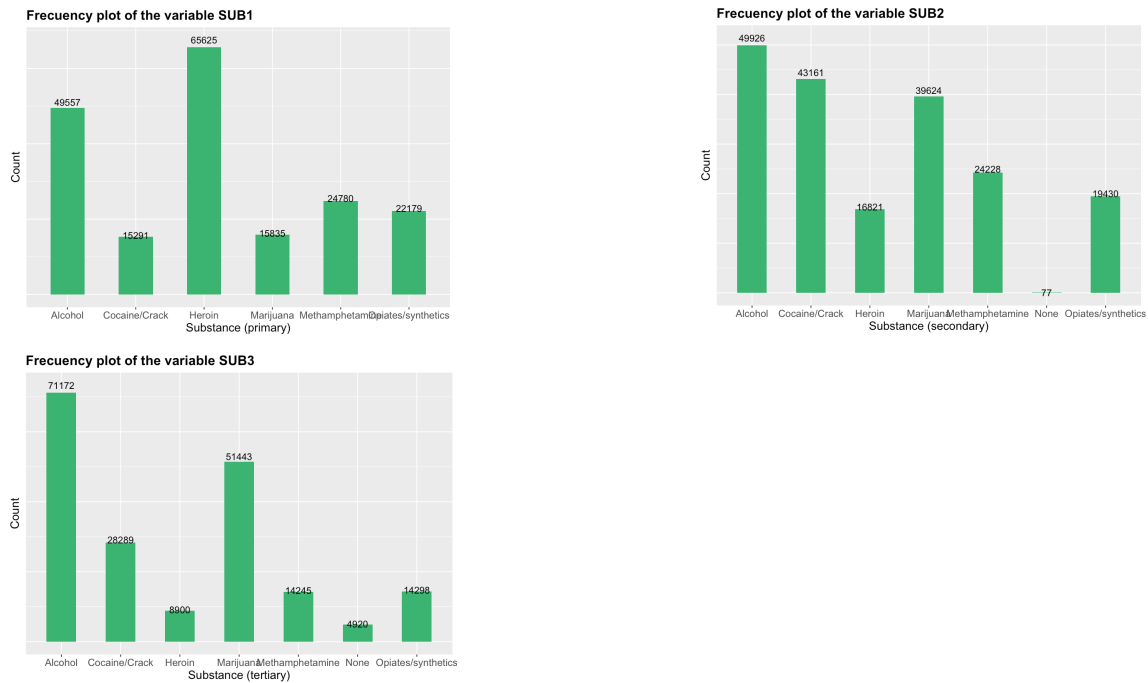 Frecuency plot of the variable SUB1
65625
49557
24780
22179
15291
15835
Count
Alcohol Cocaine/Crack Heroin Marijuana Methamphetamine Opiates/synthetics
Substance (primary)
Frecuency plot of the variable SUB2
49926
43161
39624
24228
19430
16821
77
Count
Alcohol Cocaine/Crack Heroin Marijuana Methamphetamine None Opiates/synthetics
Substance (secondary)
Frecuency plot of the variable SUB3
71172
51443
28289
14245
14298
8900
4920
Count
Alcohol Cocaine/Crack Heroin Marijuana Methamphetamine None Opiates/synthetics
Substance (tertiary)